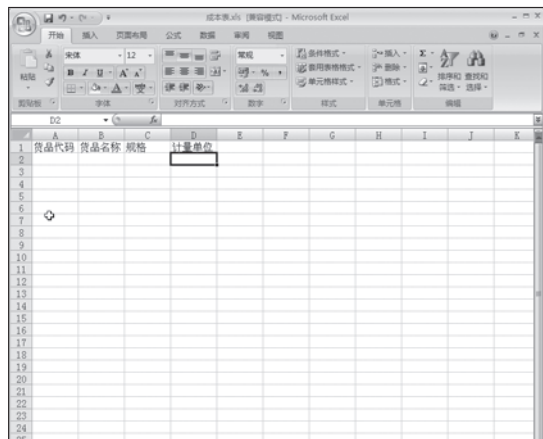 成本表.xls [兼容模式] - Microsoft Excel
开始 插入 页面布局 公式 数据 审阅 视图
宋体 12 常规 条件格式 插入 Σ
粘贴 B I U A A % , 套用表格格式 删除 排序和 查找和
A 单元格样式 格式 筛选 选择
剪贴板 字体 对齐方式 数字 样式 单元格 编辑
D2 fx
A B C D E F G H I J K
1 货品代码 货品名称 规格 计量单位
2
3
4
5
6
7
8
9
10
11
12
13
14
15
16
17
18
19
20
21
22
23
24
25